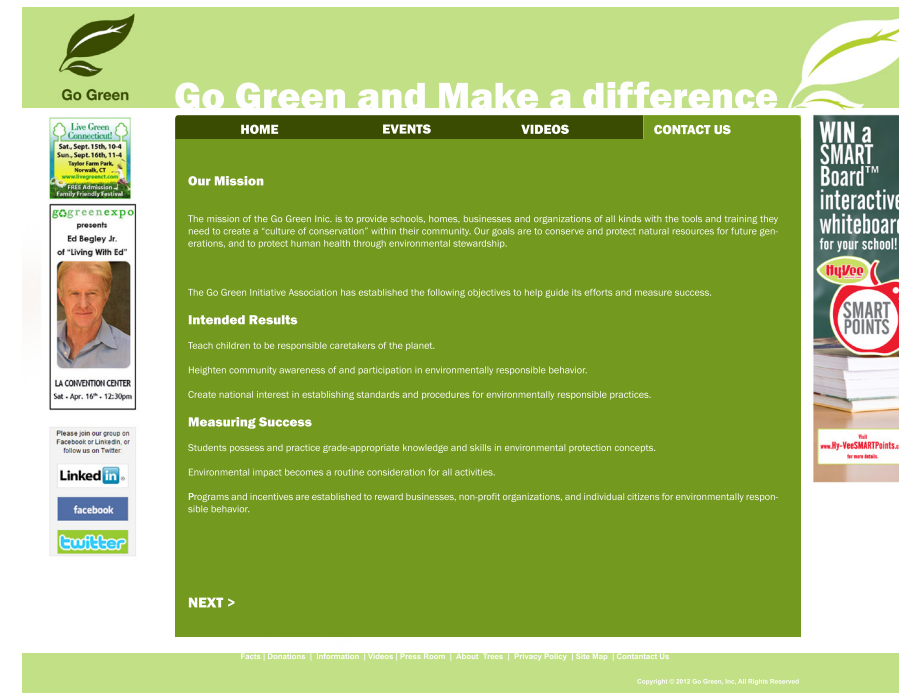 Go Green
Go Green and Make a difference
HOME
EVENTS
VIDEOS
CONTACT US
Live Green
Connecticut!
Sat., Sept. 15th, 10-4
Sun., Sept. 16th, 11-4
Taylor Farm Park,
Norwalk, CT
www.livegreenct.com
FREE Admission
Family Friendly Festival
gogreenexpo
presents
Ed Begley Jr.
of "Living With Ed"
LA CONVENTION CENTER
Sat • Apr. 16th • 12:30pm
Please join our group on
Facebook or Linkedin, or
follow us on Twitter:
Linked in
facebook
twitter
Our Mission
The mission of the Go Green Inic. is to provide schools, homes, businesses and organizations of all kinds with the tools and training they
need to create a “culture of conservation” within their community. Our goals are to conserve and protect natural resources for future gen-
erations, and to protect human health through environmental stewardship.
The Go Green Initiative Association has established the following objectives to help guide its efforts and measure success.
Intended Results
Teach children to be responsible caretakers of the planet.
Heighten community awareness of and participation in environmentally responsible behavior.
Create national interest in establishing standards and procedures for environmentally responsible practices.
Measuring Success
Students possess and practice grade-appropriate knowledge and skills in environmental protection concepts.
Environmental impact becomes a routine consideration for all activities.
Programs and incentives are established to reward businesses, non-profit organizations, and individual citizens for environmentally respon-
sible behavior.
NEXT >
WIN a
SMART
Board™
interactive
whiteboar
for your school!
HyVee
SMART
POINTS
Visit
www.Hy-VeeSMARTPoints.c
for more details.
Facts | Donations | Information | Videos | Press Room | About Trees | Privacy Policy | Site Map | Contantact Us
Copyright © 2012 Go Green, Inc, All Rights Reserved